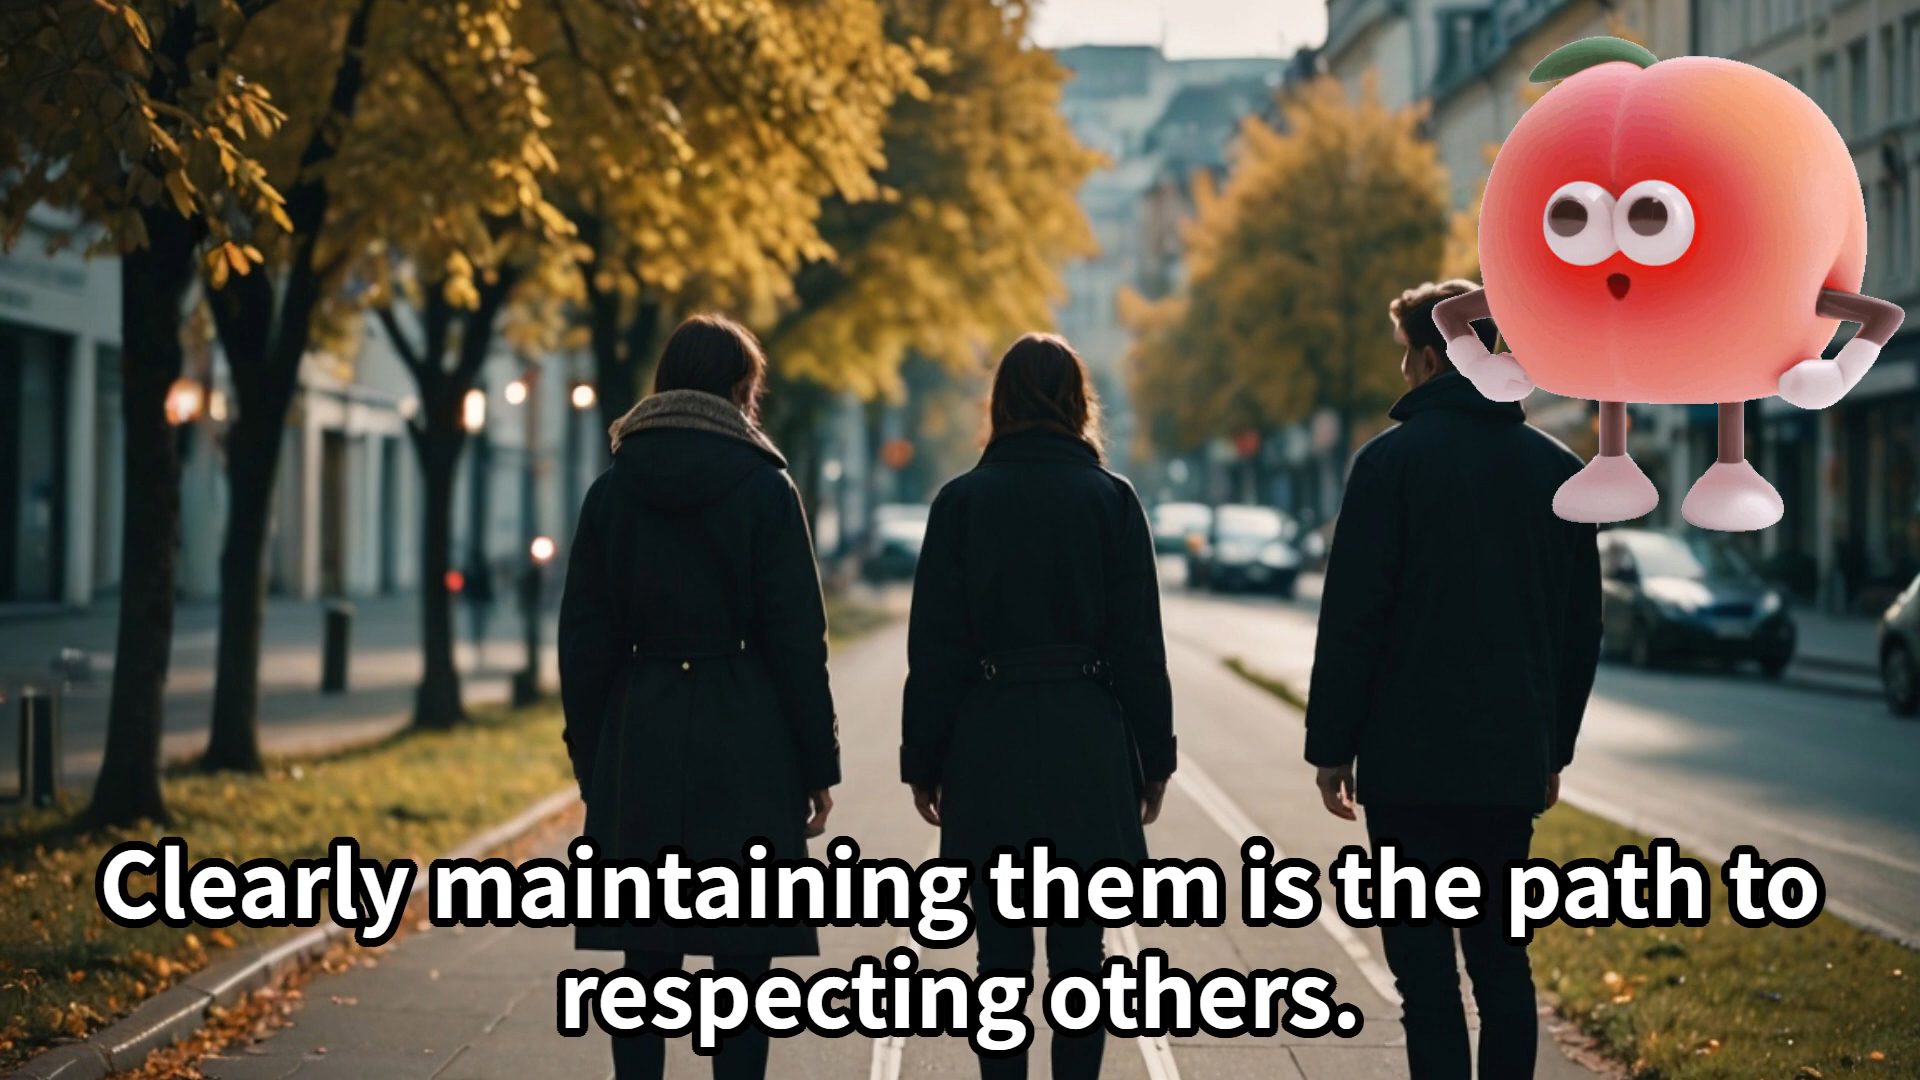 Clearly maintaining them is the path to
respecting others.